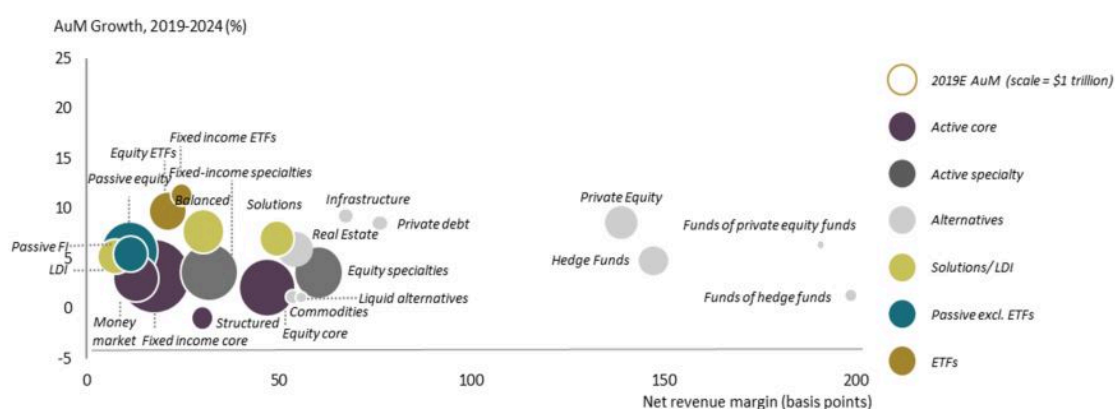 AuM Growth, 2019-2024 (%)
25
20
15
10
5
0
-5
0
50
100
150
200
Net revenue margin (basis points)
Fixed income ETFs
Equity ETFs
Fixed-income specialties
Passive equity
Balanced
Solutions
Infrastructure
Private debt
Real Estate
Passive FI
LDI
Equity specialties
Liquid alternatives
Commodities
Structured
Equity core
Money
market
Fixed income core
Private Equity
Funds of private equity funds
Hedge Funds
Funds of hedge funds
2019E AuM (scale = $1 trillion)
Active core
Active specialty
Alternatives
Solutions/ LDI
Passive excl. ETFs
ETFs